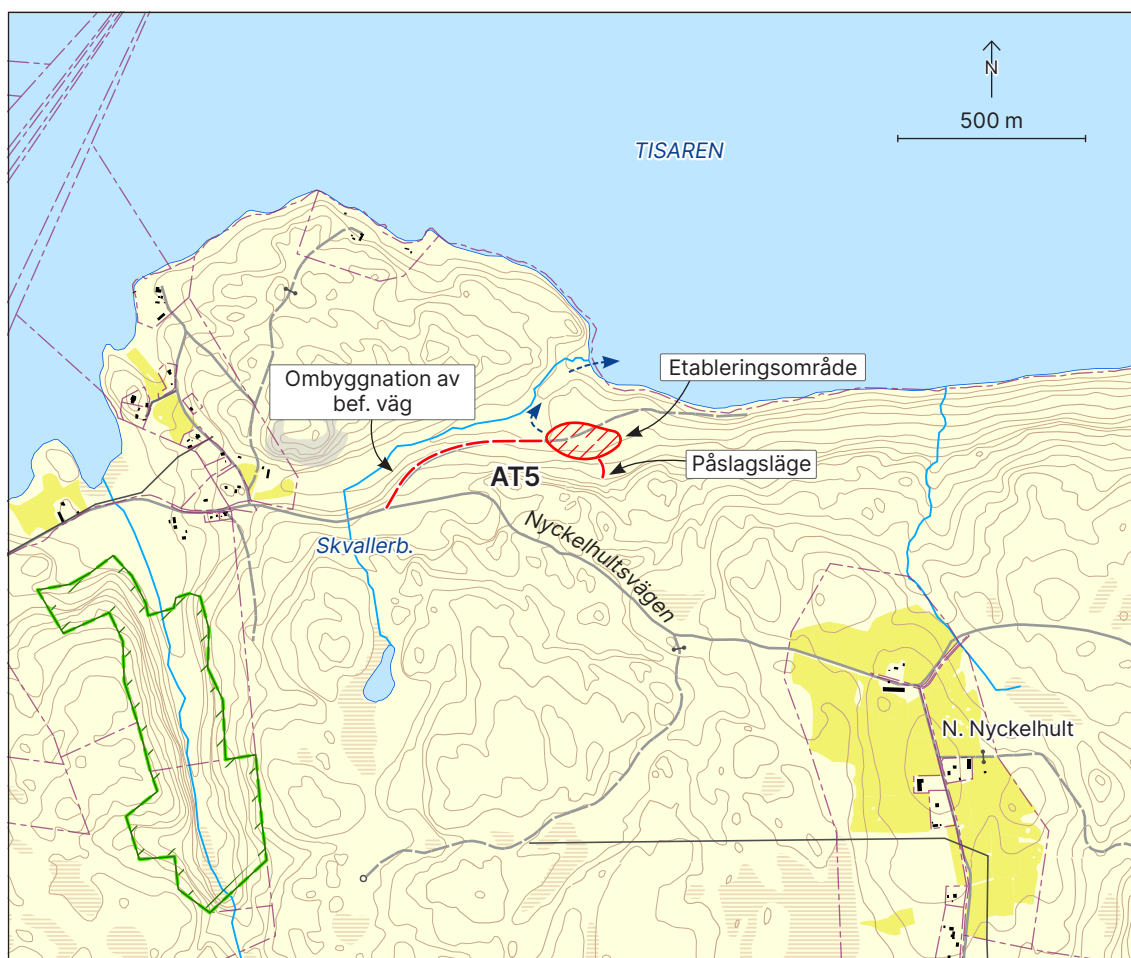 N
500 m
TISAREN
Ombyggnation av
bef. väg
Etableringsområde
Påslagsläge
AT5
Nyckelhultsvägen
Skvallerb.
N. Nyckelhult